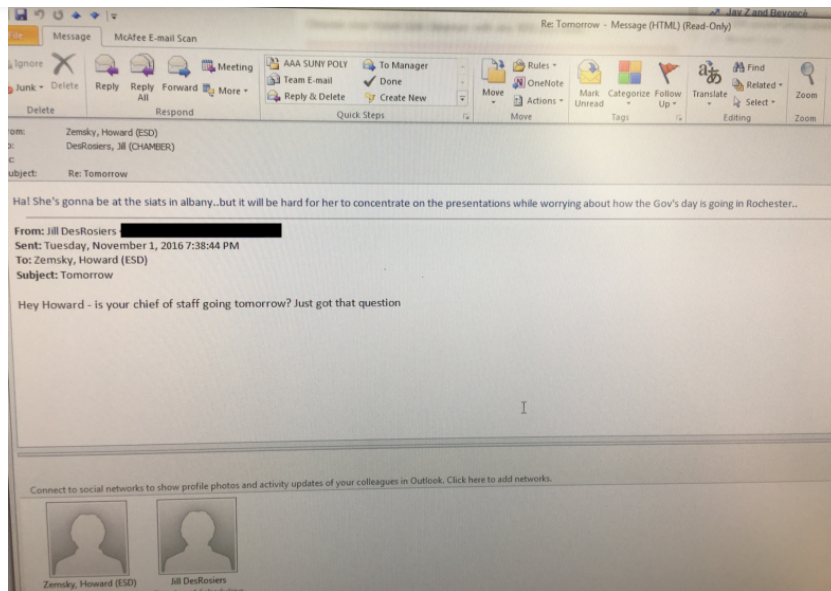 Jay Z and Beyoncé
Re: Tomorrow - Message (HTML) (Read-Only)
File
Message
McAfee E-mail Scan
Ignore
Junk
Delete
Delete
Reply
Reply All
Forward
Meeting
More
Respond
AAA SUNY POLY
To Manager
Team E-mail
Done
Reply & Delete
Create New
Quick Steps
Move
Rules
OneNote
Actions
Move
Mark Unread
Categorize
Follow Up
Tags
Translate
Find
Related
Select
Editing
Zoom
Zoom
rom: Zemsky, Howard (ESD)
o: DesRosiers, Jill (CHAMBER)
c:
ubject: Re: Tomorrow
Ha! She's gonna be at the siats in albany..but it will be hard for her to concentrate on the presentations while worrying about how the Gov's day is going in Rochester..
From: Jill DesRosiers
Sent: Tuesday, November 1, 2016 7:38:44 PM
To: Zemsky, Howard (ESD)
Subject: Tomorrow
Hey Howard - is your chief of staff going tomorrow? Just got that question
Connect to social networks to show profile photos and activity updates of your colleagues in Outlook. Click here to add networks.
Zemsky, Howard (ESD)
Jill DesRosiers